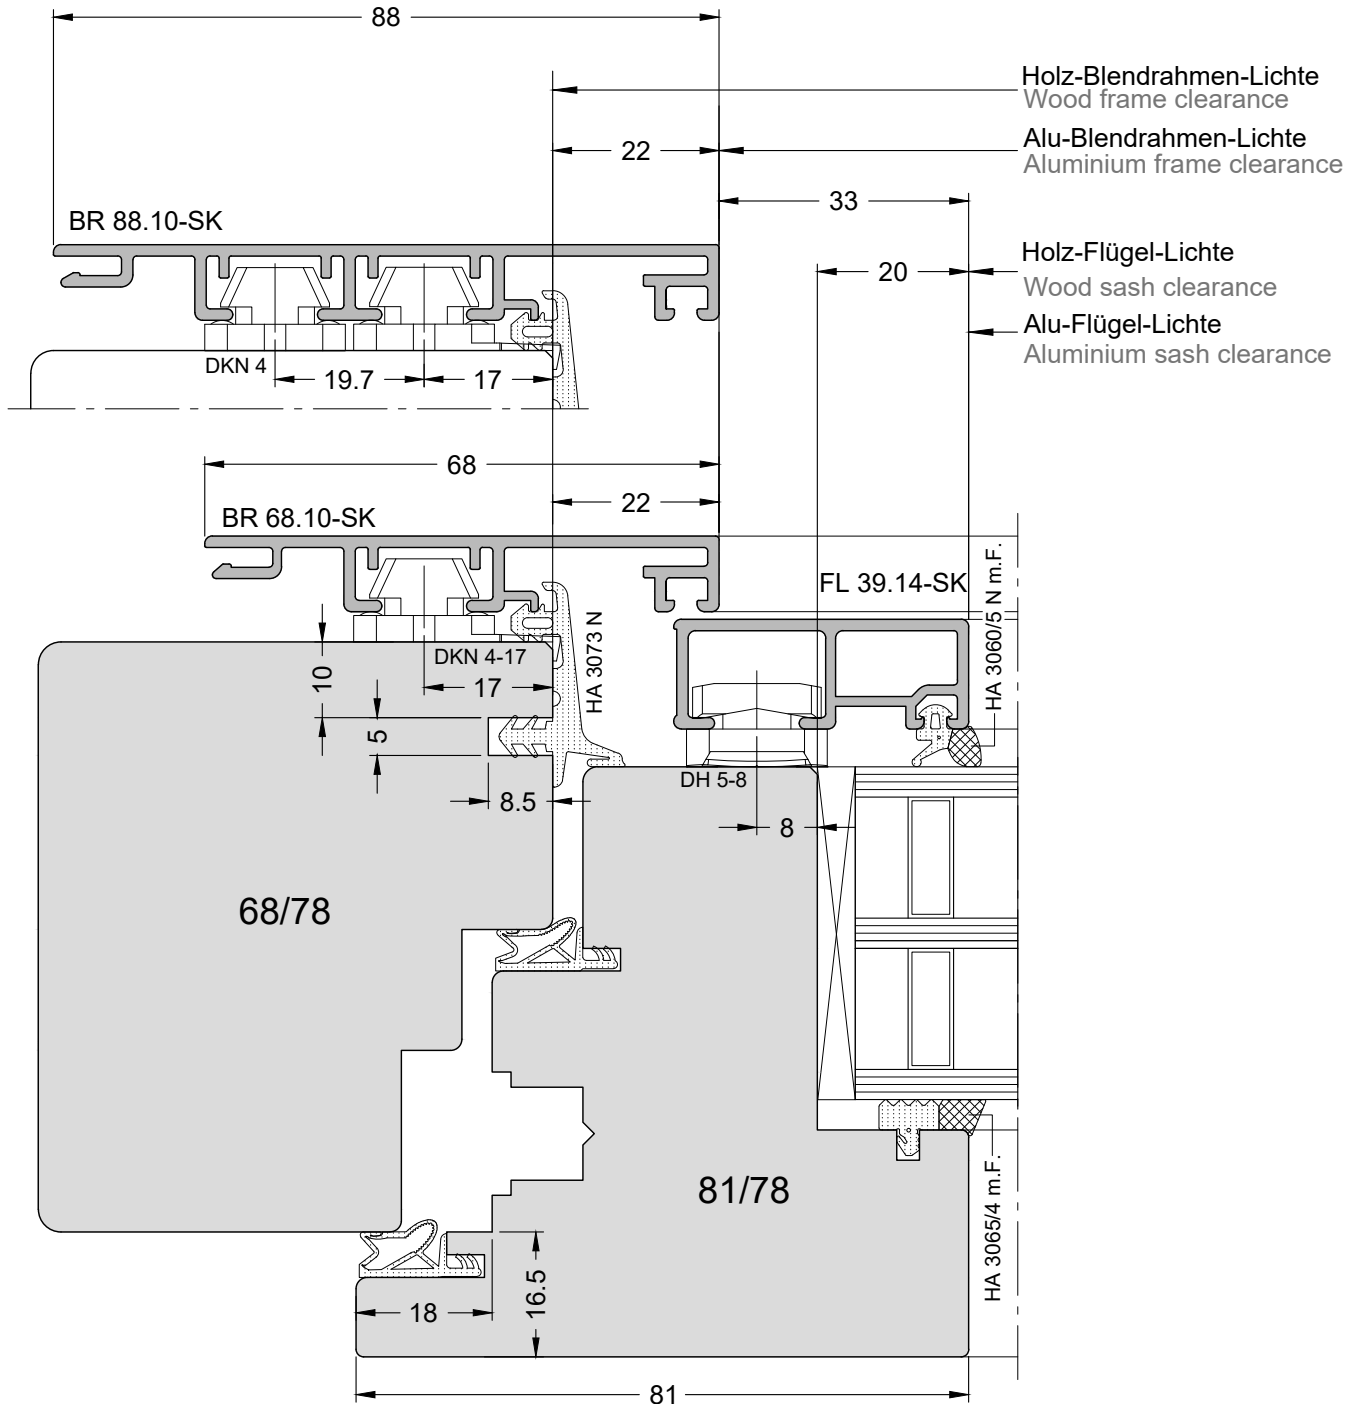 88
Holz-Blendrahmen-Lichte
Wood frame clearance
22
Alu-Blendrahmen-Lichte
Aluminium frame clearance
33
BR 88.10-SK
Holz-Flügel-Lichte
20
Wood sash clearance
Alu-Flügel-Lichte
Aluminium sash clearance
DKN 4
19.7
17
68
22
BR 68.10-SK
FL 39.14-SK
HA 3060/5 N m.F.
HA 3073 N
DKN 4-17
10
17
5
DH 5-8
8.5
8
68/78
81/78
HA 3065/4 m.F.
16.5
18
81